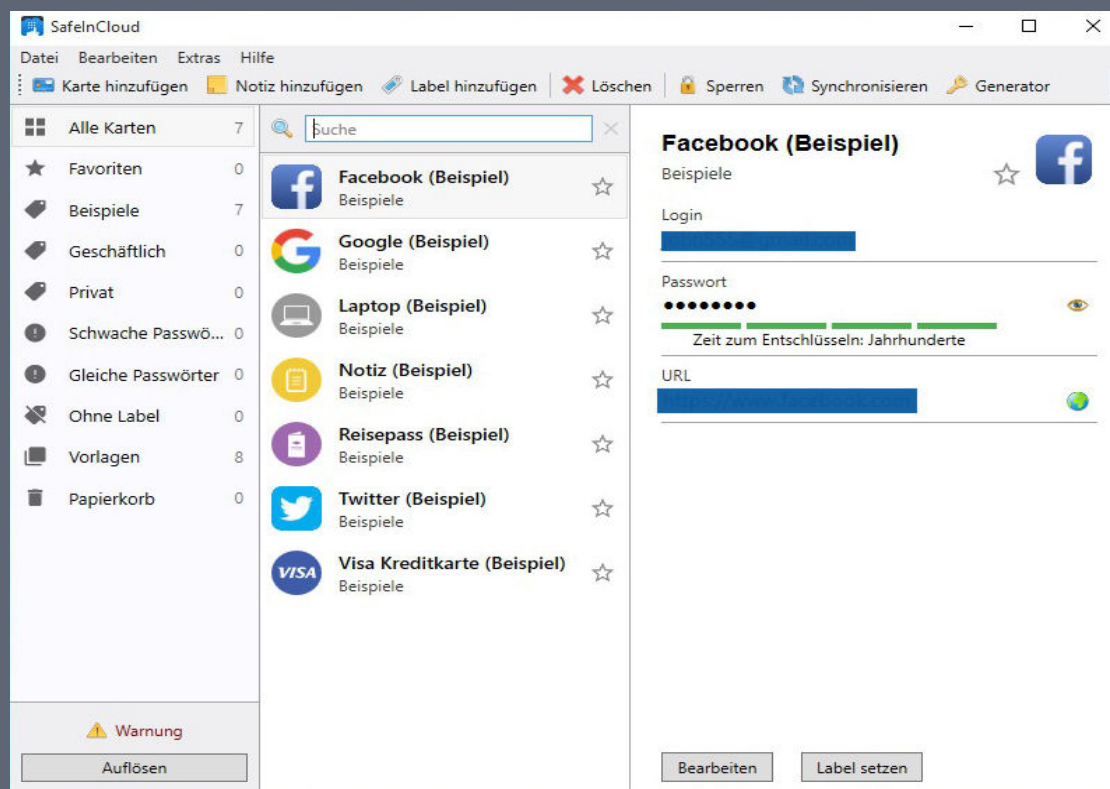 SafeInCloud
Datei Bearbeiten Extras Hilfe
Karte hinzufügen Notiz hinzufügen Label hinzufügen Löschen Sperren Synchronisieren Generator
Alle Karten 7
Favoriten 0
Beispiele 7
Geschäftlich 0
Privat 0
Schwache Passwö... 0
Gleiche Passwörter 0
Ohne Label 0
Vorlagen 8
Papierkorb 0
Warnung
Auflösen
Suche
Facebook (Beispiel)
Beispiele
Google (Beispiel)
Beispiele
Laptop (Beispiel)
Beispiele
Notiz (Beispiel)
Beispiele
Reisepass (Beispiel)
Beispiele
Twitter (Beispiel)
Beispiele
VISA
Visa Kreditkarte (Beispiel)
Beispiele
Facebook (Beispiel)
Beispiele
Login
Passwort
••••••••
Zeit zum Entschlüsseln: Jahrhunderte
URL
Bearbeiten Label setzen